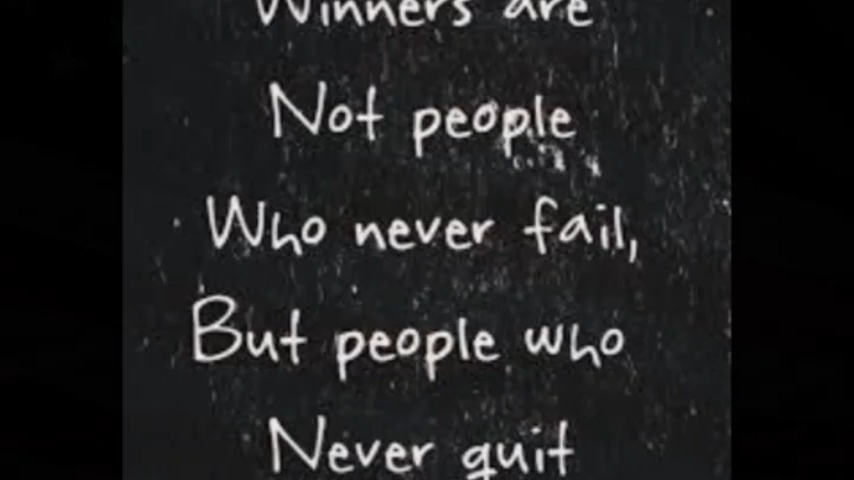 Winners are
Not people
Who never fail,
But people who
Never quit